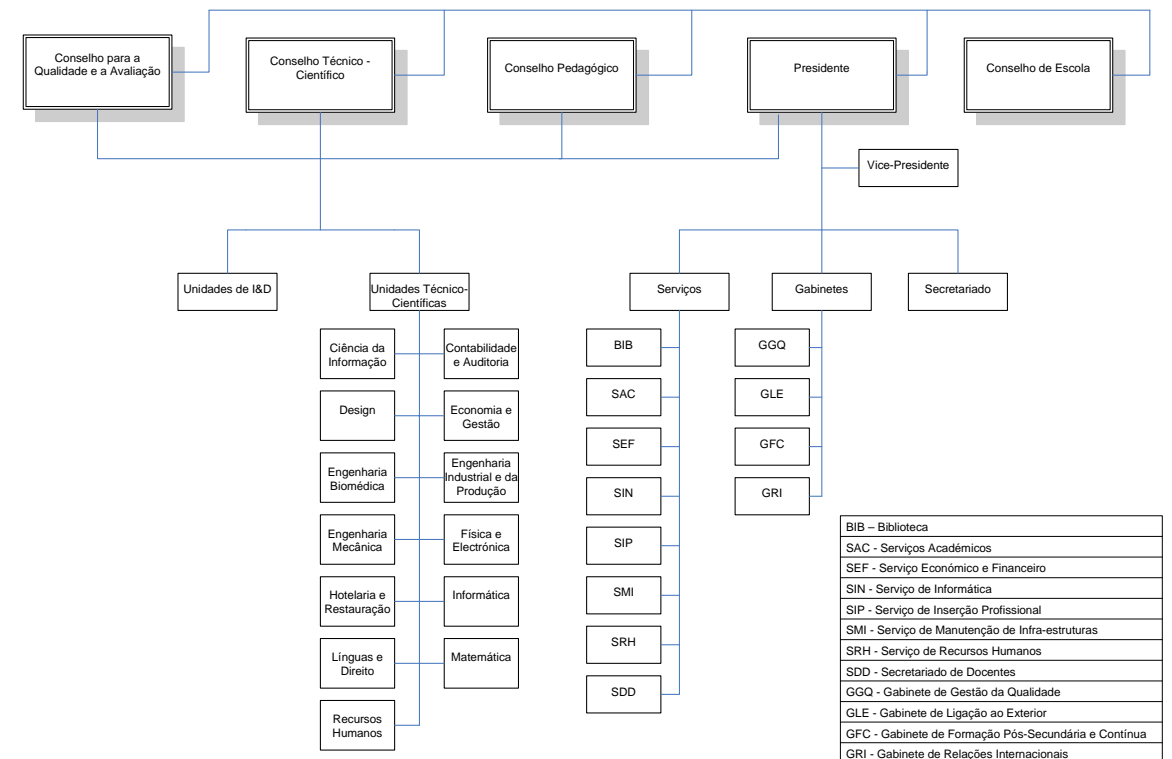 Conselho para a
Qualidade e a Avaliação
Conselho Técnico -
Científico
Conselho Pedagógico
Presidente
Conselho de Escola
Vice-Presidente
Unidades de I&D
Unidades Técnico-
Científicas
Serviços
Gabinetes
Secretariado
Ciência da
Informação
Contabilidade
e Auditoria
Design
Economia e
Gestão
Engenharia
Biomédica
Engenharia
Industrial e da
Produção
Engenharia
Mecânica
Física e
Electrónica
Hotelaria e
Restauração
Informática
Línguas e
Direito
Matemática
Recursos
Humanos
BIB
SAC
SEF
SIN
SIP
SMI
SRH
SDD
GGQ
GLE
GFC
GRI
BIB – Biblioteca
SAC - Serviços Académicos
SEF - Serviço Económico e Financeiro
SIN - Serviço de Informática
SIP - Serviço de Inserção Profissional
SMI - Serviço de Manutenção de Infra-estruturas
SRH - Serviço de Recursos Humanos
SDD - Secretariado de Docentes
GGQ - Gabinete de Gestão da Qualidade
GLE - Gabinete de Ligação ao Exterior
GFC - Gabinete de Formação Pós-Secundária e Contínua
GRI - Gabinete de Relações Internacionais